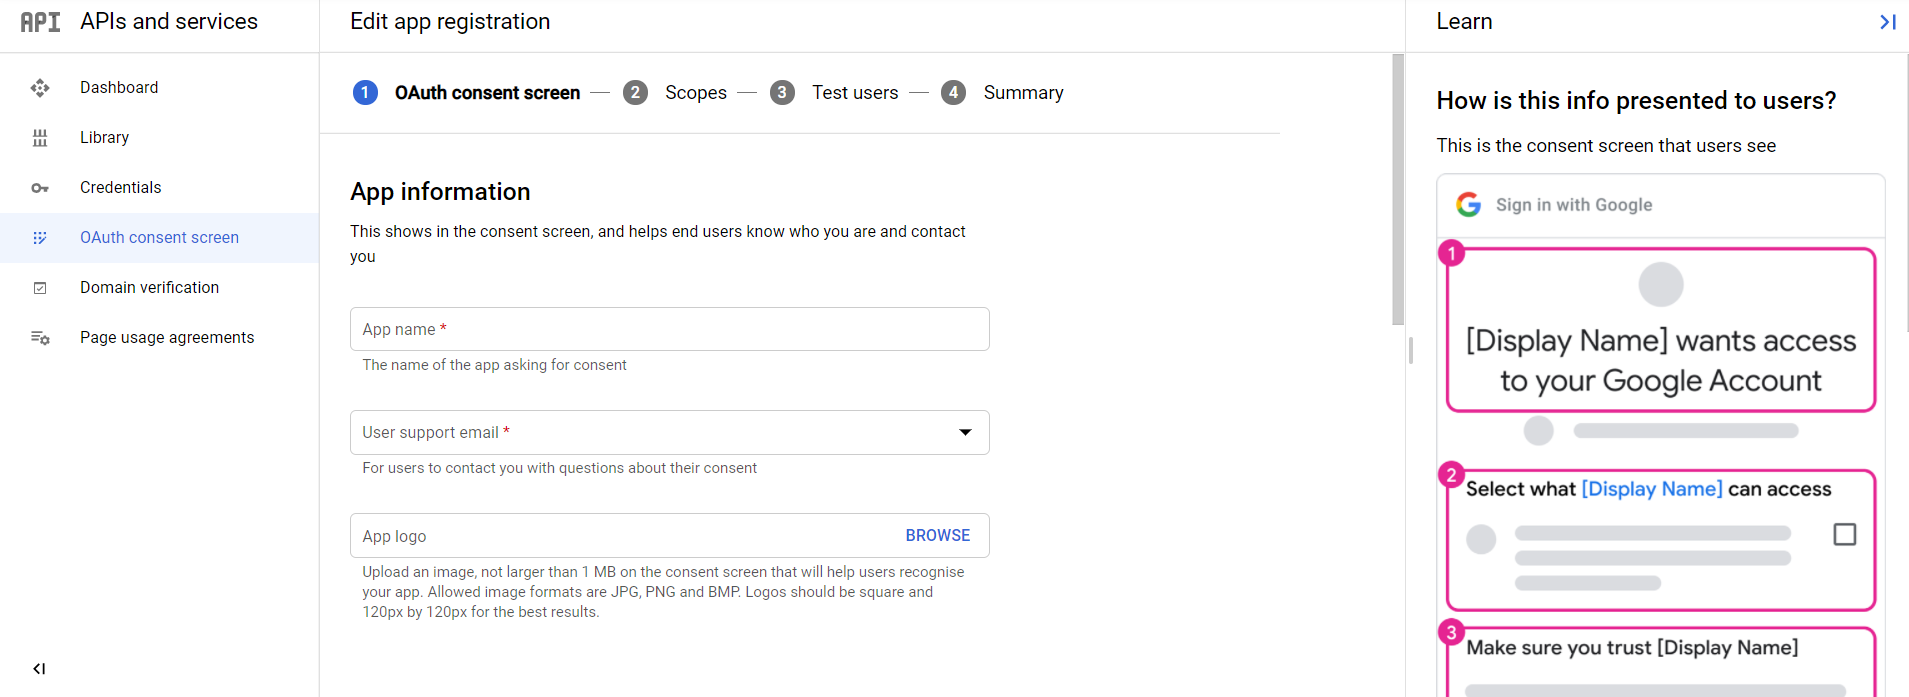 API APIs and services
Dashboard
Library
Credentials
OAuth consent screen
Domain verification
Page usage agreements
Edit app registration
1 OAuth consent screen — 2 Scopes — 3 Test users — 4 Summary
App information
This shows in the consent screen, and helps end users know who you are and contact
you
App name *
The name of the app asking for consent
User support email *
For users to contact you with questions about their consent
App logo BROWSE
Upload an image, not larger than 1 MB on the consent screen that will help users recognise
your app. Allowed image formats are JPG, PNG and BMP. Logos should be square and
120px by 120px for the best results.
Learn
How is this info presented to users?
This is the consent screen that users see
G Sign in with Google
1
[Display Name] wants access
to your Google Account
2
Select what [Display Name] can access
3
Make sure you trust [Display Name]